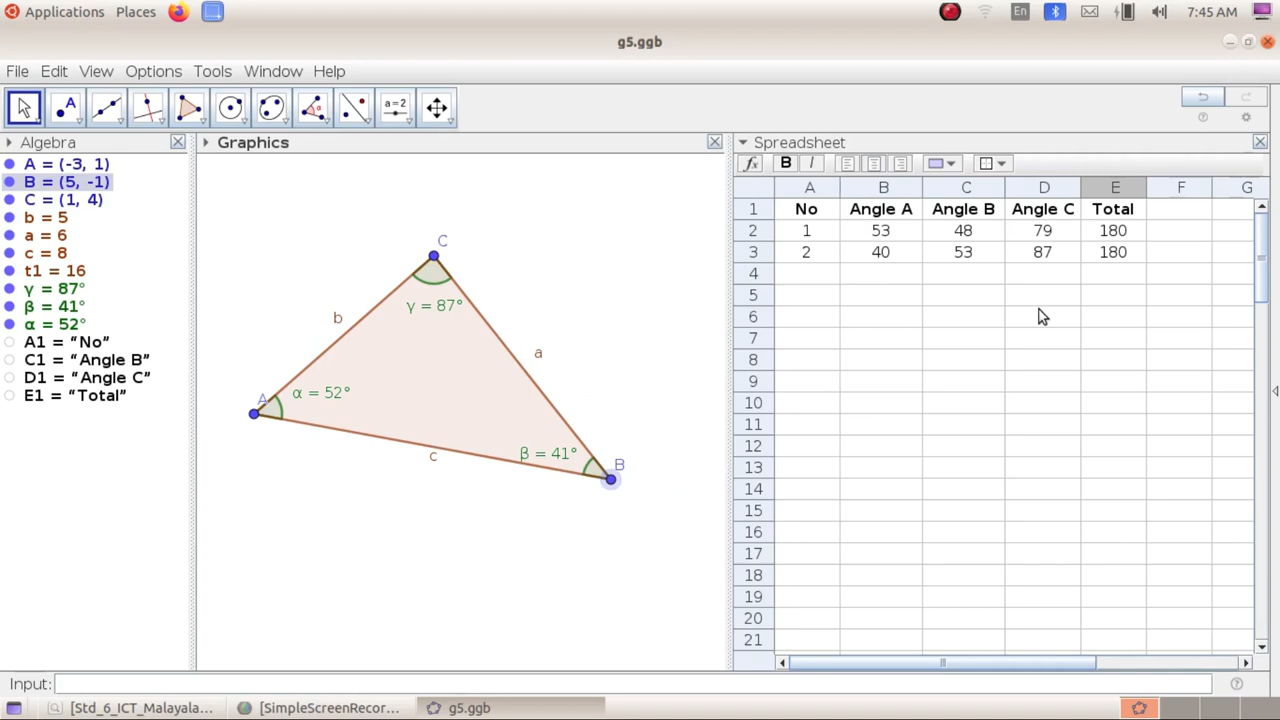 Applications Places En 7:45 AM
g5.ggb
File Edit View Options Tools Window Help
A a a=2
Algebra Graphics Spreadsheet
A = (-3, 1)
B = (5, -1)
C = (1, 4)
b = 5
a = 6
c = 8
t1 = 16
γ = 87°
β = 41°
α = 52°
A1 = “No”
C1 = “Angle B”
D1 = “Angle C”
E1 = “Total”
C
γ = 87°
b
a
A
α = 52°
c
β = 41°
B
fx B I
A B C D E F G
1 No Angle A Angle B Angle C Total
2 1 53 48 79 180
3 2 40 53 87 180
4
5
6
7
8
9
10
11
12
13
14
15
16
17
18
19
20
21
Input:
[Std_6_ICT_Malayala... [SimpleScreenRecor... g5.ggb